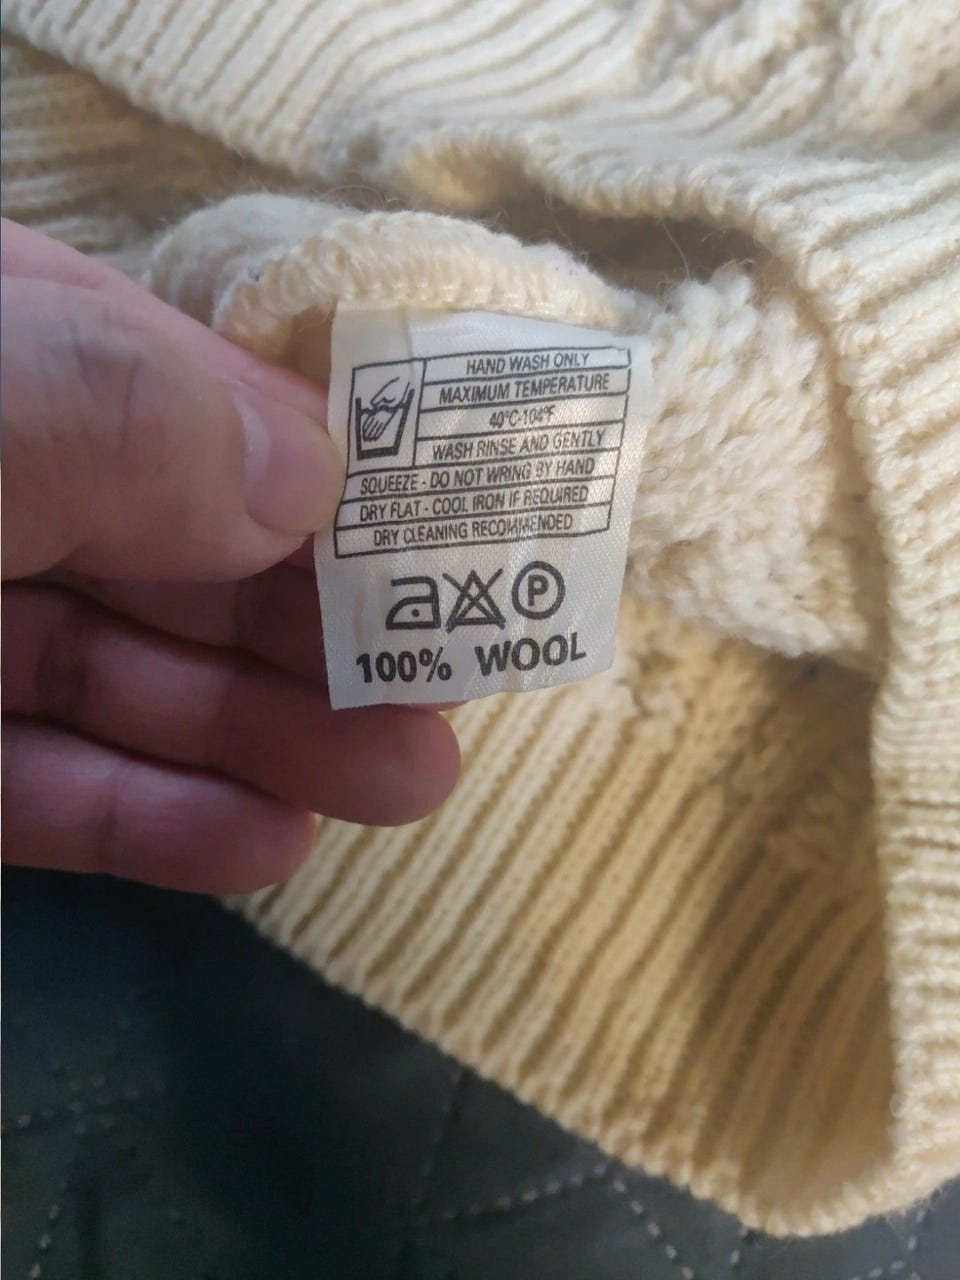 HAND WASH ONLY
MAXIMUM TEMPERATURE
40°C-104°F
WASH RINSE AND GENTLY
SQUEEZE - DO NOT WRING BY HAND
DRY FLAT - COOL IRON IF REQUIRED
DRY CLEANING RECOMMENDED
P
100% WOOL